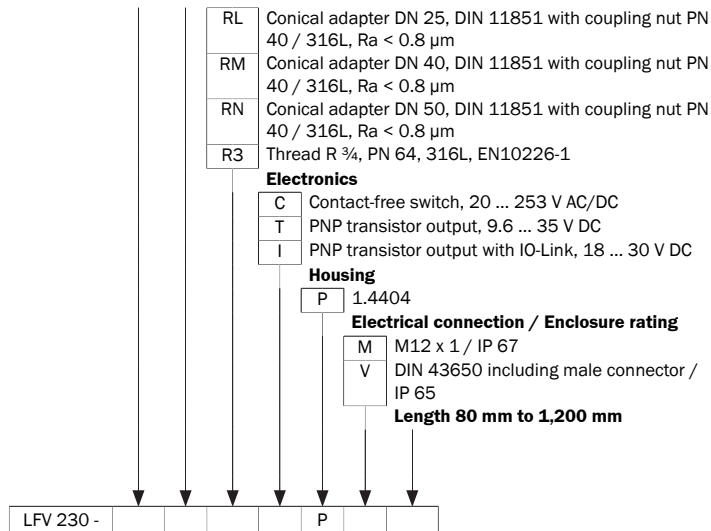 RL Conical adapter DN 25, DIN 11851 with coupling nut PN
40 / 316L, Ra < 0.8 µm
RM Conical adapter DN 40, DIN 11851 with coupling nut PN
40 / 316L, Ra < 0.8 µm
RN Conical adapter DN 50, DIN 11851 with coupling nut PN
40 / 316L, Ra < 0.8 µm
R3 Thread R ¾, PN 64, 316L, EN10226-1
Electronics
C Contact-free switch, 20 ... 253 V AC/DC
T PNP transistor output, 9.6 ... 35 V DC
I PNP transistor output with IO-Link, 18 ... 30 V DC
Housing
P 1.4404
Electrical connection / Enclosure rating
M M12 x 1 / IP 67
V DIN 43650 including male connector /
IP 65
Length 80 mm to 1,200 mm
LFV 230 - P